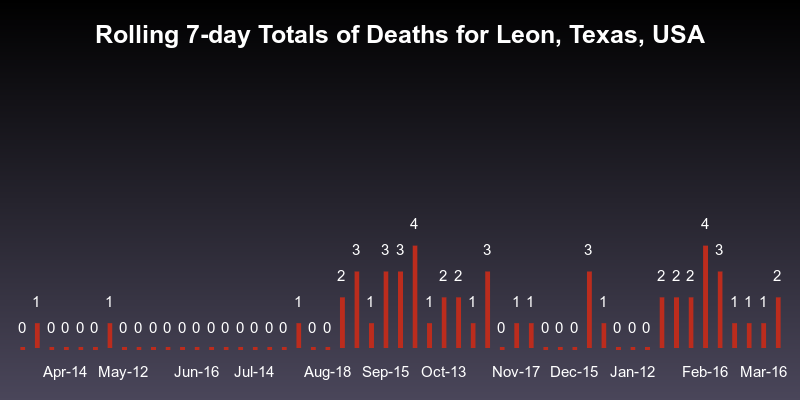 Rolling 7-day Totals of Deaths for Leon, Texas, USA
4 4
3 3 3 3 3 3
2 2 2 2 2 2 2
1 1 1 1 1 1 1 1 1 1 1 1
0 0 0 0 0 0 0 0 0 0 0 0 0 0 0 0 0 0 0 0 0 0 0 0 0 0
Apr-14 May-12 Jun-16 Jul-14 Aug-18 Sep-15 Oct-13 Nov-17 Dec-15 Jan-12 Feb-16 Mar-16